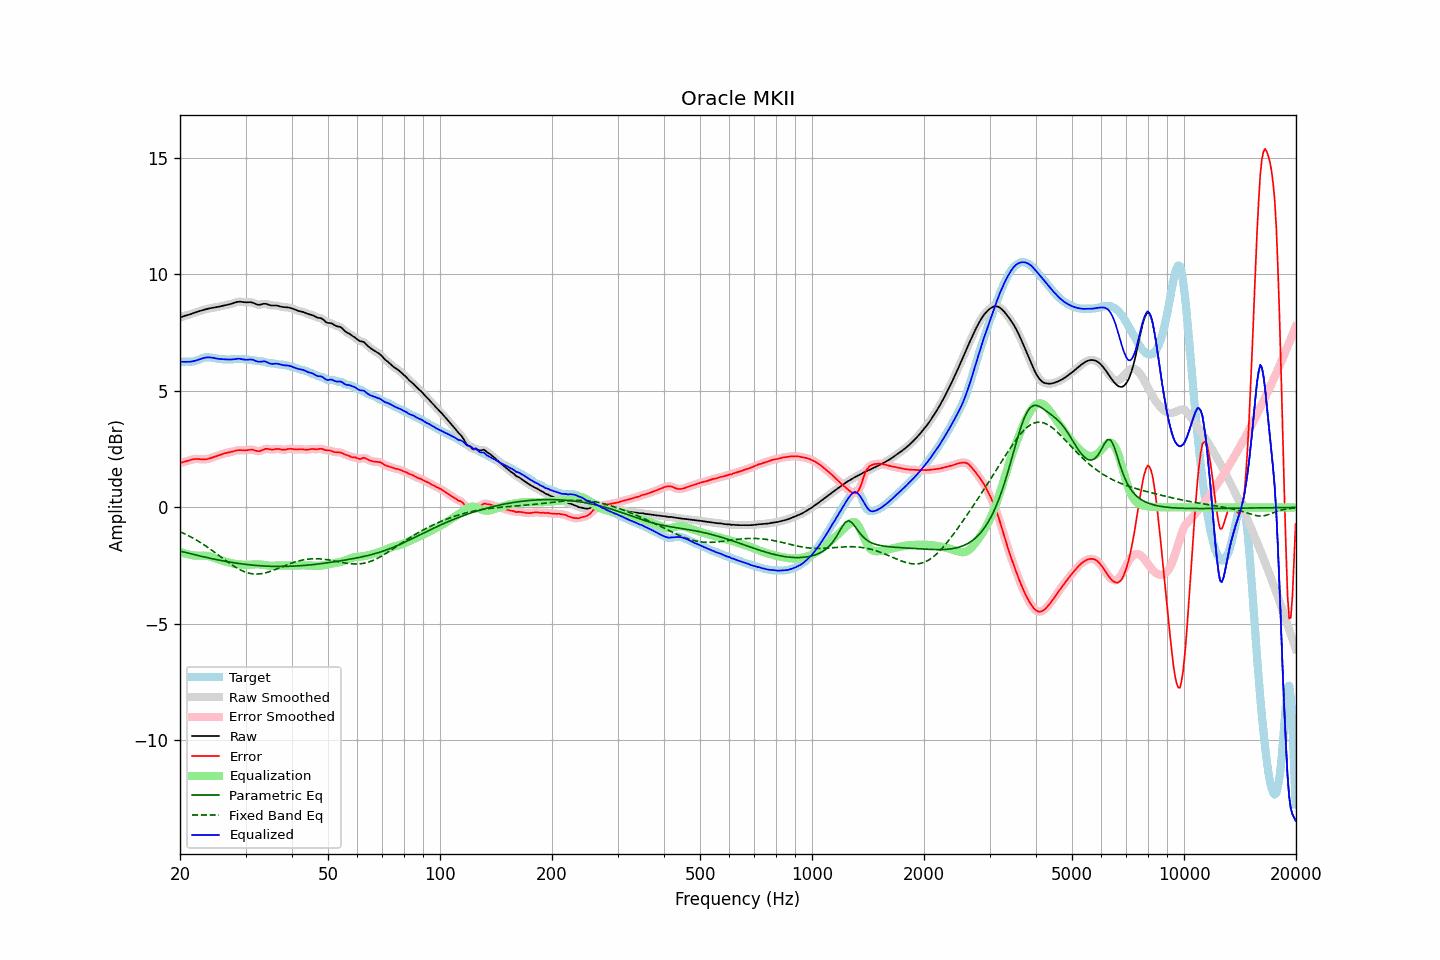 Oracle MKII
Amplitude (dBr)
15
10
5
0
−5
−10
Target
Raw Smoothed
Error Smoothed
Raw
Error
Equalization
Parametric Eq
Fixed Band Eq
Equalized
20 50 100 200 500 1000 2000 5000 10000 20000
Frequency (Hz)